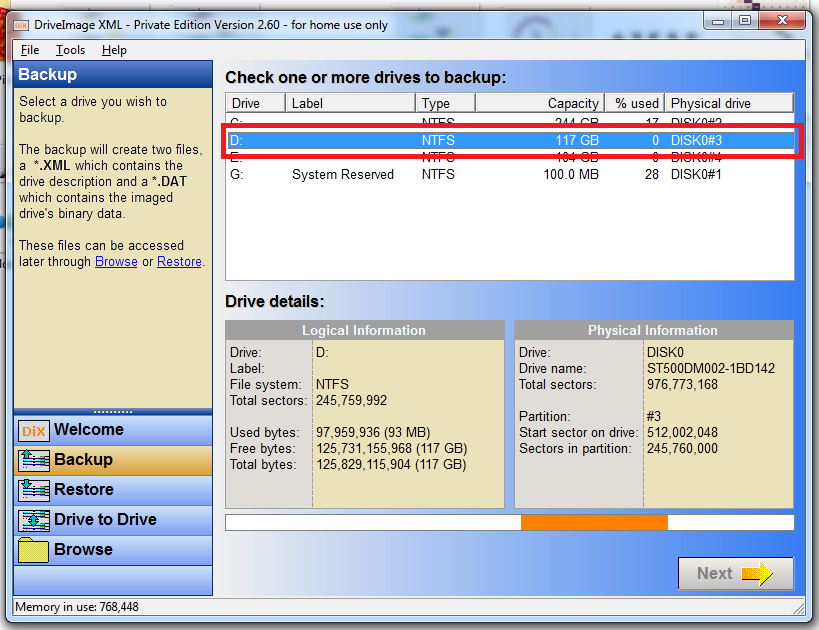 DriveImage XML - Private Edition Version 2.60 - for home use only
File Tools Help
Backup
Select a drive you wish to
backup.
The backup will create two files,
a *.XML which contains the
drive description and a *.DAT
which contains the imaged
drive's binary data.
These files can be accessed
later through Browse or Restore.
DiX Welcome
Backup
Restore
Drive to Drive
Browse
Check one or more drives to backup:
Drive Label Type Capacity % used Physical drive
C: NTFS 244 GB 17 DISK0#2
D: NTFS 117 GB 0 DISK0#3
E: NTFS 104 GB 0 DISK0#4
G: System Reserved NTFS 100.0 MB 28 DISK0#1
Drive details:
Logical Information
Drive: D:
Label:
File system: NTFS
Total sectors: 245,759,992
Used bytes: 97,959,936 (93 MB)
Free bytes: 125,731,155,968 (117 GB)
Total bytes: 125,829,115,904 (117 GB)
Physical Information
Drive: DISK0
Drive name: ST500DM002-1BD142
Total sectors: 976,773,168
Partition: #3
Start sector on drive: 512,002,048
Sectors in partition: 245,760,000
Next
Memory in use: 768,448